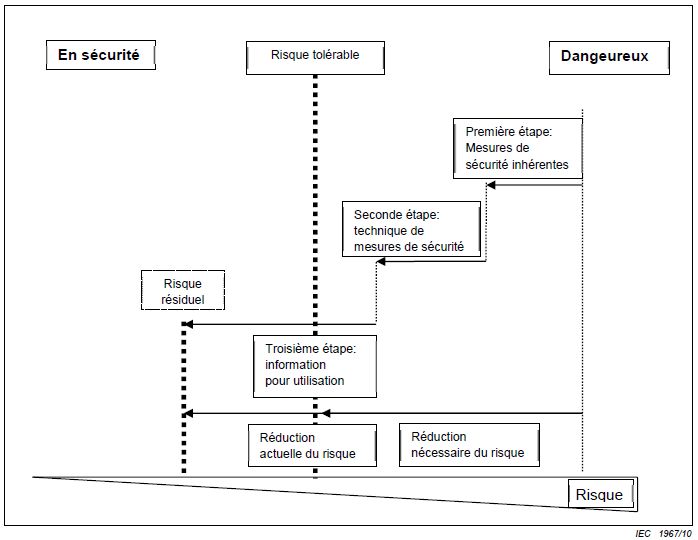 En sécurité
Risque tolérable
Dangeureux
Première étape:
Mesures de
sécurité inhérentes
Seconde étape:
technique de
mesures de sécurité
Risque
résiduel
Troisième étape:
information
pour utilisation
Réduction
actuelle du risque
Réduction
nécessaire du risque
Risque
IEC 1967/10